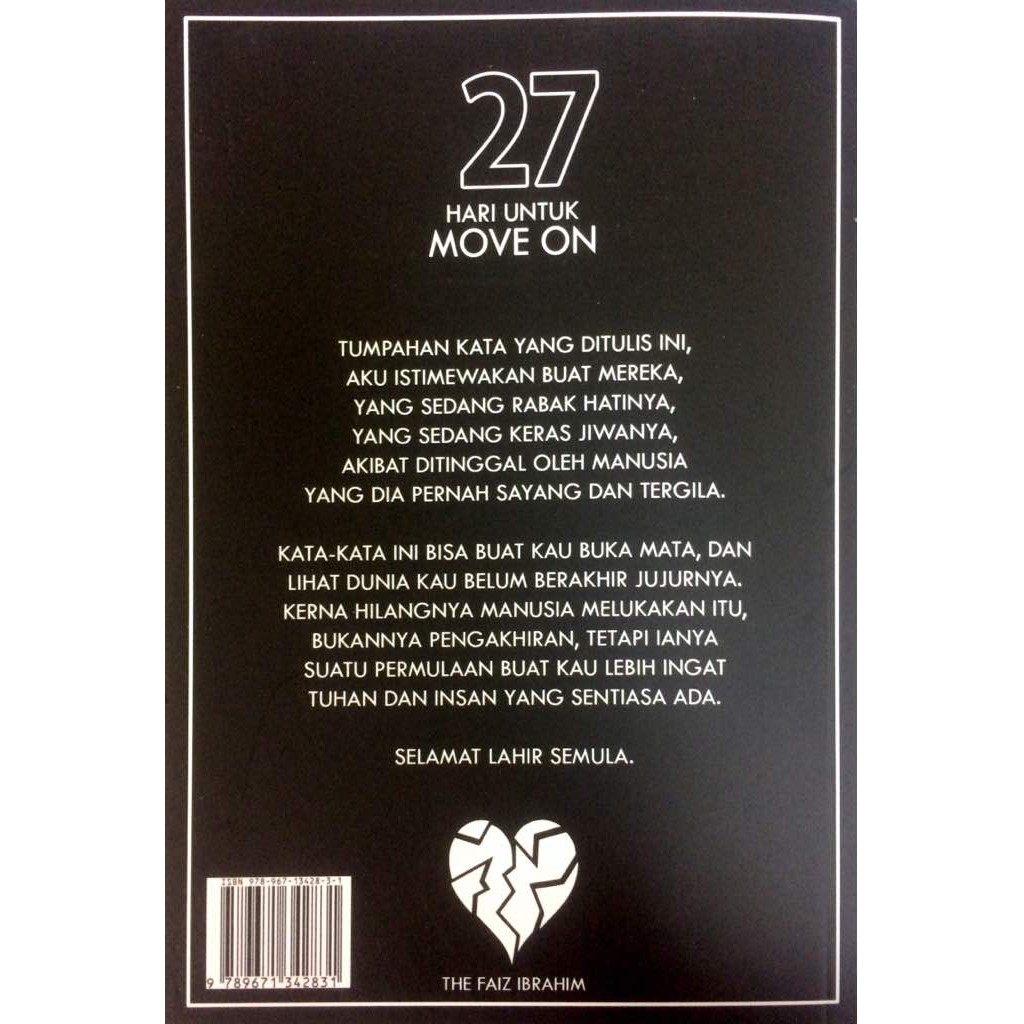 27
HARI UNTUK
MOVE ON
TUMPAHAN KATA YANG DITULIS INI,
AKU ISTIMEWAKAN BUAT MEREKA,
YANG SEDANG RABAK HATINYA,
YANG SEDANG KERAS JIWANYA,
AKIBAT DITINGGAL OLEH MANUSIA
YANG DIA PERNAH SAYANG DAN TERGILA.
KATA-KATA INI BISA BUAT KAU BUKA MATA, DAN
LIHAT DUNIA KAU BELUM BERAKHIR JUJURNYA.
KERNA HILANGNYA MANUSIA MELUKAKAN ITU,
BUKANNYA PENGAKHIRAN, TETAPI IANYA
SUATU PERMULAAN BUAT KAU LEBIH INGAT
TUHAN DAN INSAN YANG SENTIASA ADA.
SELAMAT LAHIR SEMULA.
ISBN 978-967-13428-3-1
9 789671 342831
THE FAIZ IBRAHIM